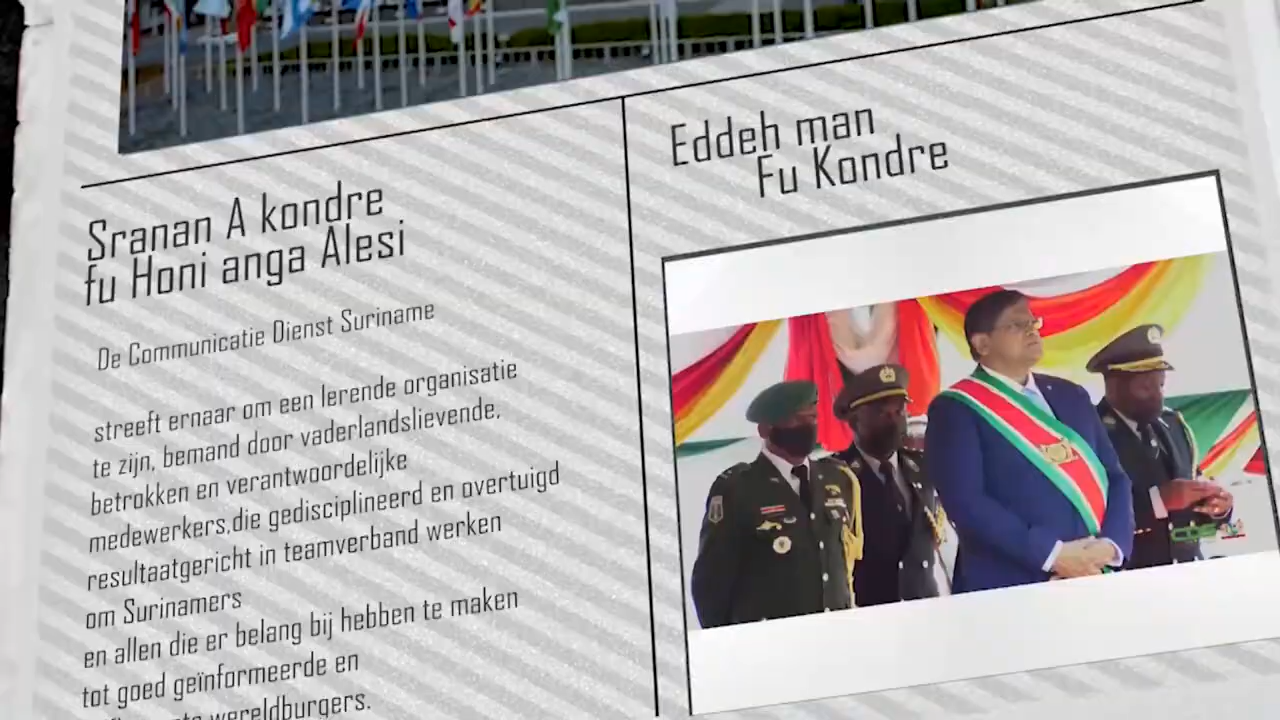 Sranan A kondre
fu Honi anga Alesi
De Communicatie Dienst Suriname
streeft ernaar om een lerende organisatie
te zijn, bemand door vaderlandslievende,
betrokken en verantwoordelijke
medewerkers,die gedisciplineerd en overtuigd
resultaatgericht in teamverband werken
om Surinamers
en allen die er belang bij hebben te maken
tot goed geïnformeerde en
wereldburgers.
Eddeh man
Fu Kondre